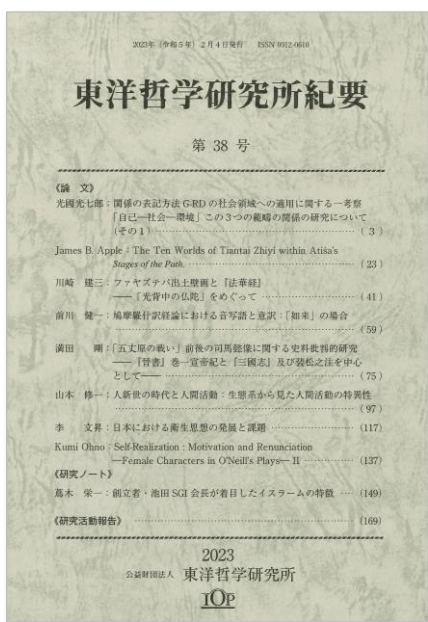 2023年（令和5年）2月4日発行　ISSN 0912-0610
東洋哲学研究所紀要
第 38 号
《論　文》
光國光七郎：関係の表記方法 G-RD の社会領域への適用に関する一考察
「自己―社会―環境」この3つの範疇の関係の研究について
（その1）……（ 3 ）
James B. Apple：The Ten Worlds of Tiantai Zhiyi within Atiśa's
Stages of the Path……（ 23 ）
川﨑　建三：ファヤズテパ出土壁画と『法華経』
――「光背中の仏陀」をめぐって ……（ 41 ）
前川　健一：鳩摩羅什訳経論における音写語と意訳：「如来」の場合
……（ 59 ）
満田　　剛：「五丈原の戦い」前後の司馬懿像に関する史料批判的研究
――『晋書』巻一宣帝紀と『三國志』及び裴松之注を中心
として―― ……（ 75 ）
山本　修一：人新世の時代と人間活動：生態系から見た人間活動の特異性
……（ 97 ）
李　　文昇：日本における衛生思想の発展と課題 ……（117）
Kumi Ohno：Self-Realization：Motivation and Renunciation
―Female Characters in O'Neill's Plays― II ……（137）
《研究ノート》
蔦木　栄一：創立者・池田 SGI 会長が着目したイスラームの特徴 ……（149）
《研究活動報告》 ……（169）
2023
公益財団法人　東洋哲学研究所
IOP